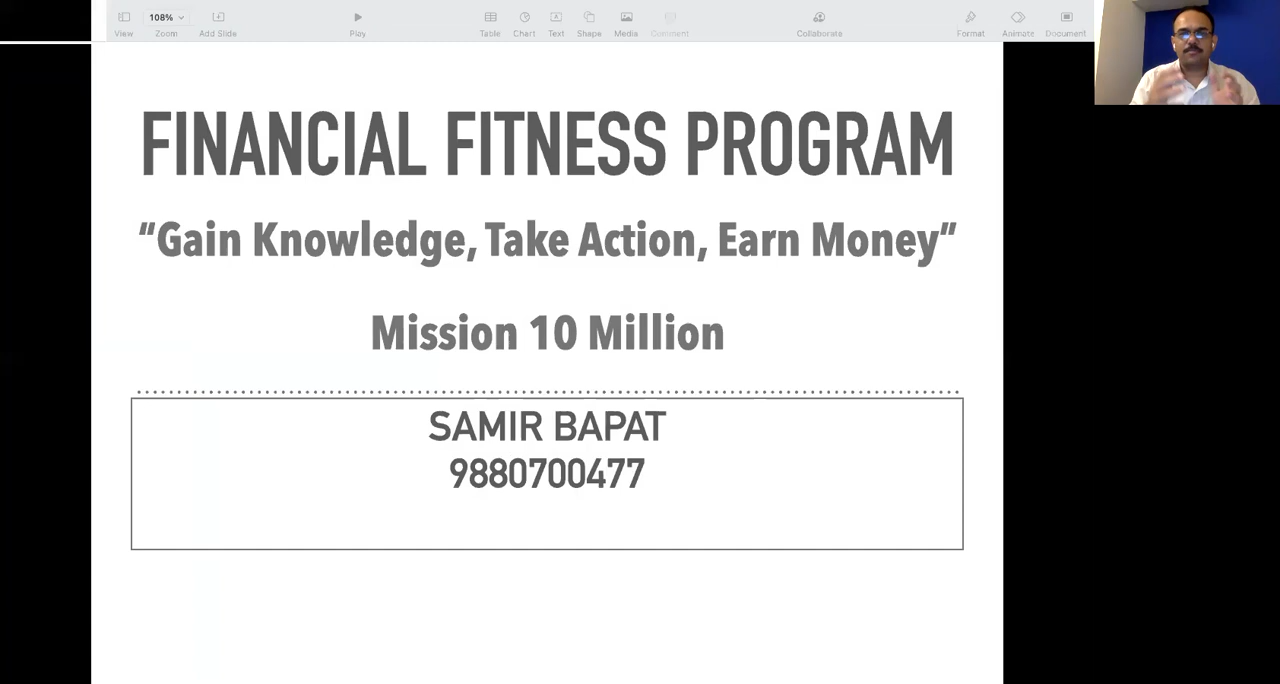 108%
View
Zoom
Add Slide
Play
Table
Chart
Text
Shape
Media
Comment
Collaborate
Format
Animate
Document
FINANCIAL FITNESS PROGRAM
“Gain Knowledge, Take Action, Earn Money”
Mission 10 Million
SAMIR BAPAT
9880700477